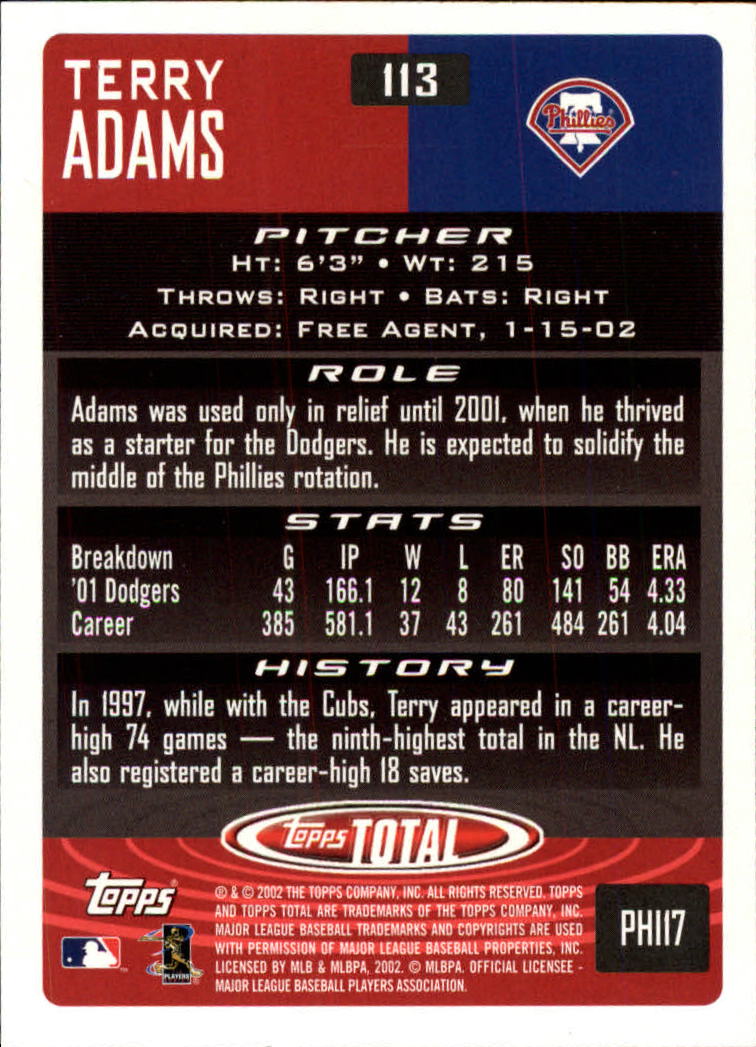 TERRY
ADAMS
113
Phillies
PITCHER
HT: 6'3" • WT: 215
THROWS: RIGHT • BATS: RIGHT
ACQUIRED: FREE AGENT, 1-15-02
ROLE
Adams was used only in relief until 2001, when he thrived
as a starter for the Dodgers. He is expected to solidify the
middle of the Phillies rotation.
STATS
Breakdown G IP W L ER SO BB ERA
'01 Dodgers 43 166.1 12 8 80 141 54 4.33
Career 385 581.1 37 43 261 484 261 4.04
HISTORY
In 1997, while with the Cubs, Terry appeared in a career-
high 74 games — the ninth-highest total in the NL. He
also registered a career-high 18 saves.
Topps TOTAL
Topps
® & © 2002 THE TOPPS COMPANY, INC. ALL RIGHTS RESERVED. TOPPS
AND TOPPS TOTAL ARE TRADEMARKS OF THE TOPPS COMPANY, INC.
MAJOR LEAGUE BASEBALL TRADEMARKS AND COPYRIGHTS ARE USED
WITH PERMISSION OF MAJOR LEAGUE BASEBALL PROPERTIES, INC.
LICENSED BY MLB & MLBPA, 2002. © MLBPA. OFFICIAL LICENSEE -
MAJOR LEAGUE BASEBALL PLAYERS ASSOCIATION.
PLAYERS
PHI17